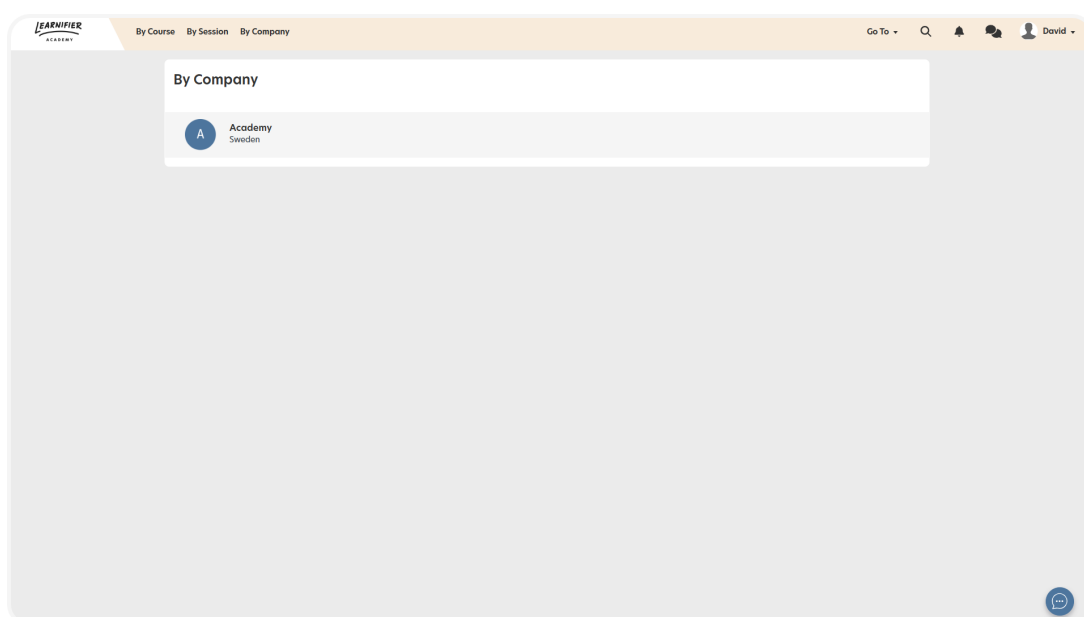 LEARNIFIER
ACADEMY
By Course By Session By Company
Go To
David
By Company
A
Academy
Sweden